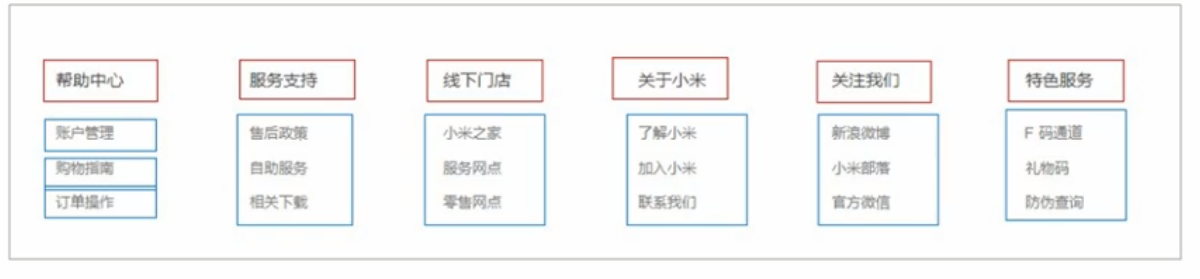 帮助中心
账户管理
购物指南
订单操作
服务支持
售后政策
自助服务
相关下载
线下门店
小米之家
服务网点
零售网点
关于小米
了解小米
加入小米
联系我们
关注我们
新浪微博
小米部落
官方微信
特色服务
F 码通道
礼物码
防伪查询